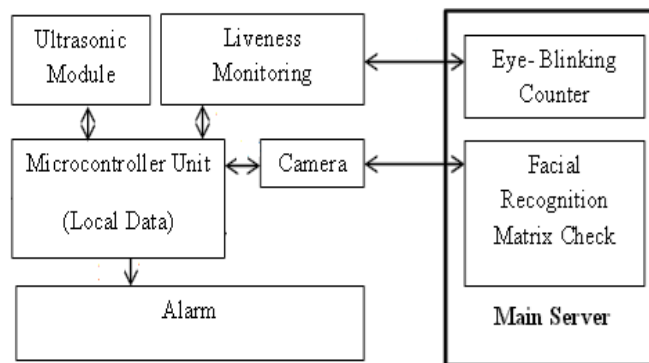 Ultrasonic
Module
Liveness
Monitoring
Eye- Blinking
Counter
Microcontroller Unit
(Local Data)
Camera
Facial
Recognition
Matrix Check
Alarm
Main Server